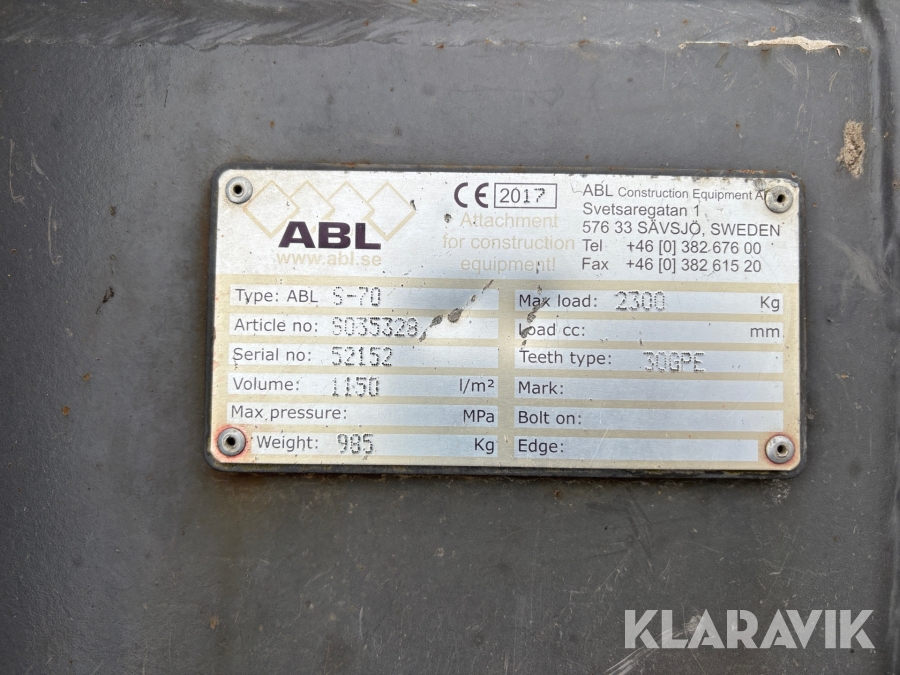 ABL
www.abl.se
CE 2017
Attachment
for construction
equipment!
ABL Construction Equipment
Svetsaregatan 1
576 33 SÄVSJÖ, SWEDEN
Tel +46 [0] 382 676 00
Fax +46 [0] 382 615 20
Type: ABL S-70
Article no: S035328
Serial no: 52152
Volume: 1150 l/m²
Max pressure: MPa
Weight: 985 Kg
Max load: 2300 Kg
Load cc: mm
Teeth type: 30GPE
Mark:
Bolt on:
Edge:
KLARAVIK